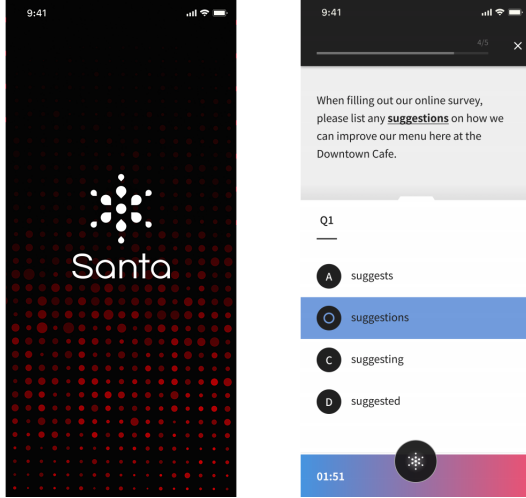 9:41
Santa
9:41
4/5
When filling out our online survey,
please list any suggestions on how we
can improve our menu here at the
Downtown Cafe.
Q1
A suggests
suggestions
C suggesting
D suggested
01:51